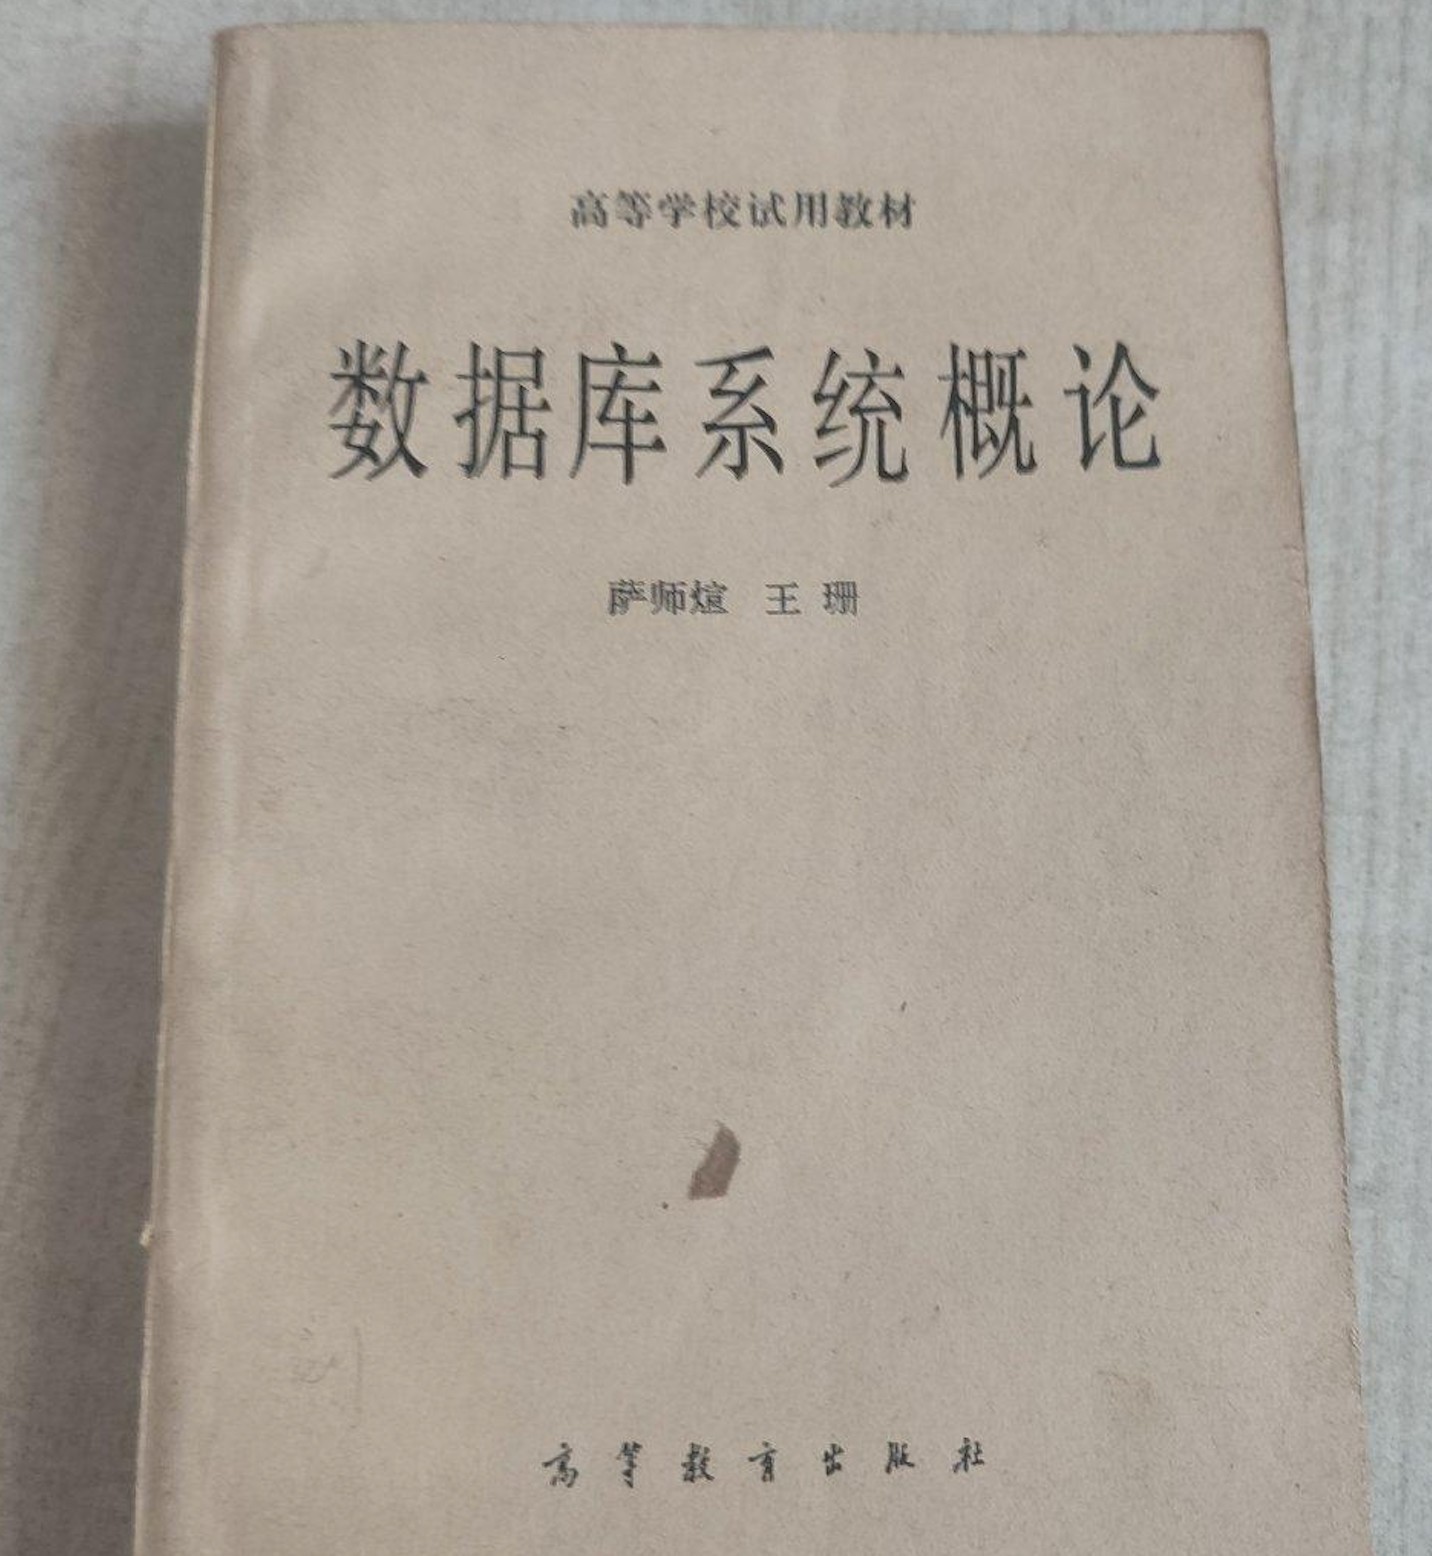 高等学校试用教材
数据库系统概论
萨师煊 王珊
高等教育出版社